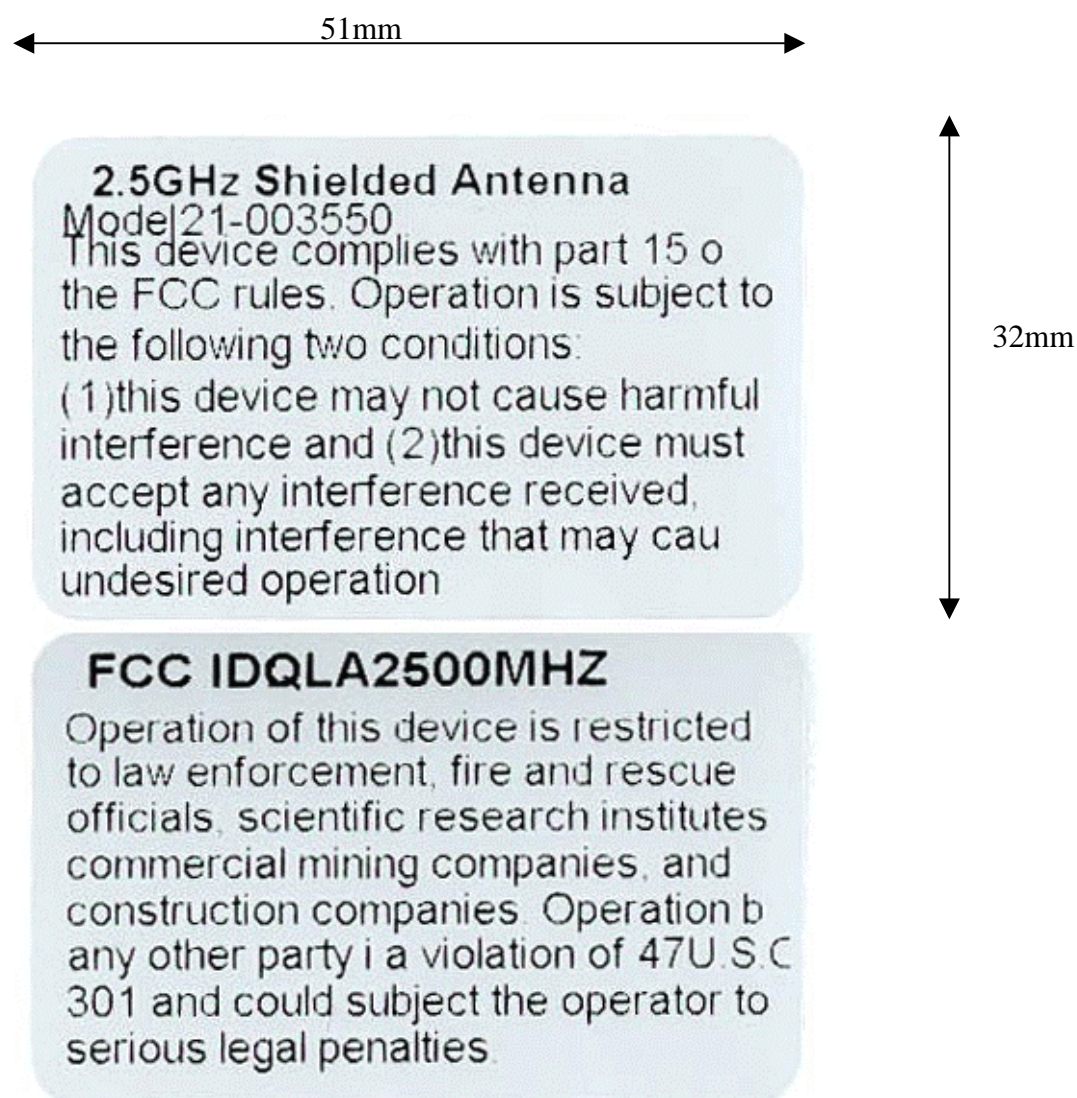 51mm
2.5GHz Shielded Antenna
Model21-003550
This device complies with part 15 o
the FCC rules. Operation is subject to
the following two conditions:
(1)this device may not cause harmful
interference and (2)this device must
accept any interference received,
including interference that may cau
undesired operation
32mm
FCC IDQLA2500MHZ
Operation of this device is restricted
to law enforcement, fire and rescue
officials, scientific research institutes
commercial mining companies, and
construction companies. Operation b
any other party i a violation of 47U.S.C
301 and could subject the operator to
serious legal penalties.